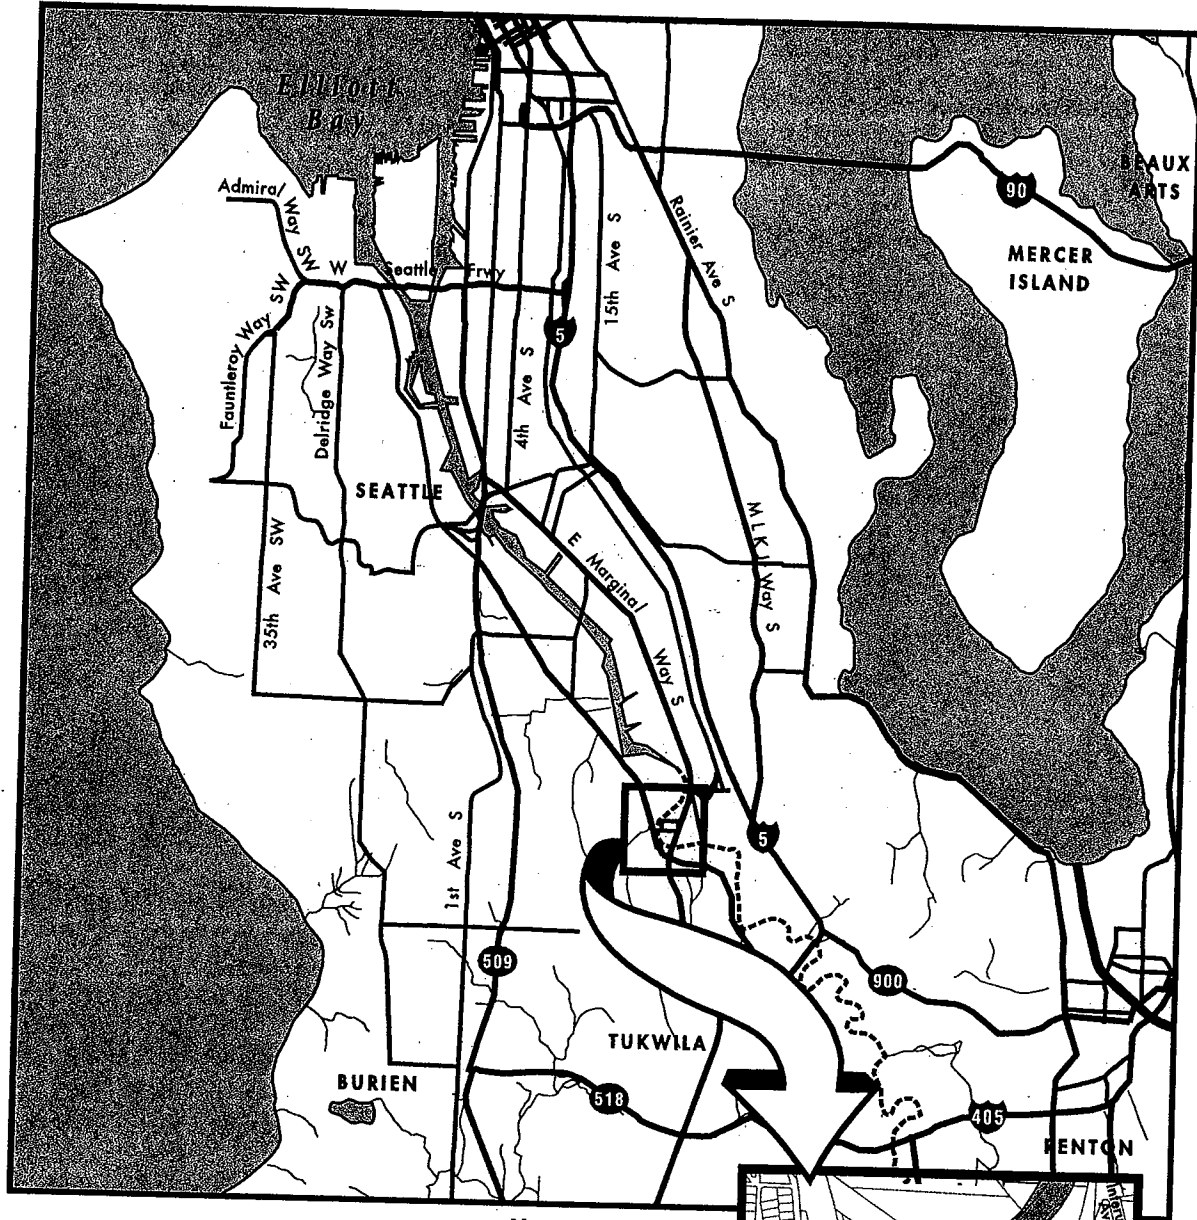 Elliott
Bay
BEAUX
ARTS
90
MERCER
ISLAND
Admiral Way SW
W Seattle Frwy
Rainier Ave S
15th Ave S
5
Fauntleroy Way SW
Delridge Way SW
4th Ave S
SEATTLE
35th Ave SW
E Marginal Way S
MLK Way S
1st Ave S
5
509
900
TUKWILA
BURIEN
518
405
RENTON